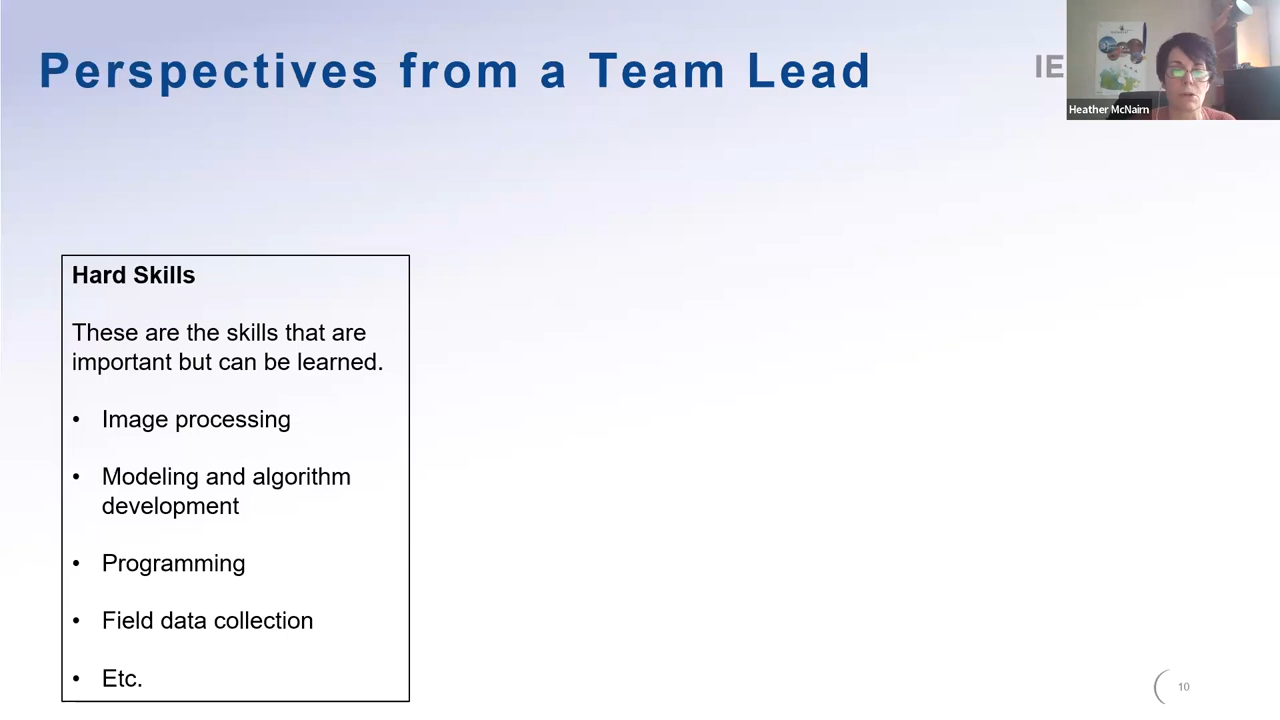 Perspectives from a Team Lead
IE
Heather McNairn
Hard Skills
These are the skills that are
important but can be learned.
• Image processing
• Modeling and algorithm
development
• Programming
• Field data collection
• Etc.
10